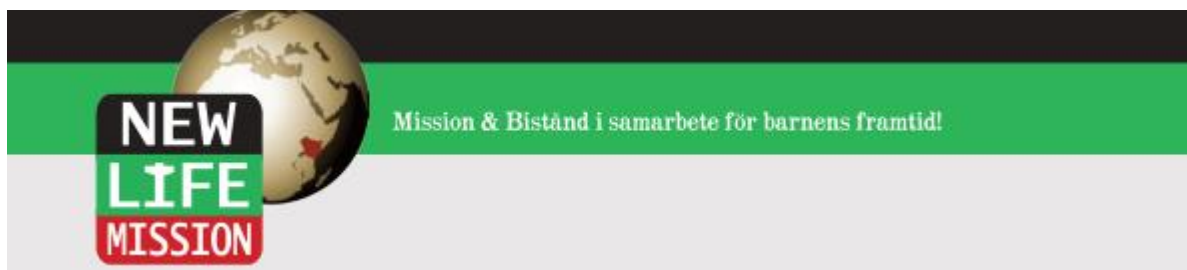 NEW
LIFE
MISSION
Mission & Bistånd i samarbete för barnens framtid!